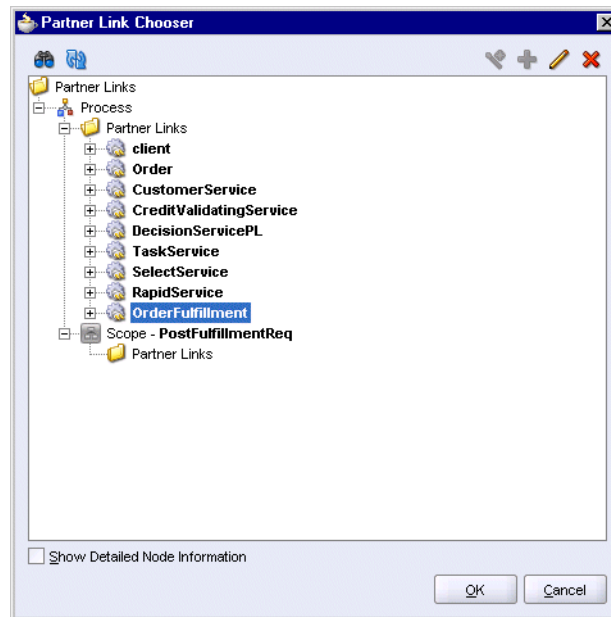 Partner Link Chooser
Partner Links
Process
Partner Links
client
Order
CustomerService
CreditValidatingService
DecisionServicePL
TaskService
SelectService
RapidService
OrderFulfillment
Scope - PostFulfillmentReq
Partner Links
Show Detailed Node Information
OK Cancel